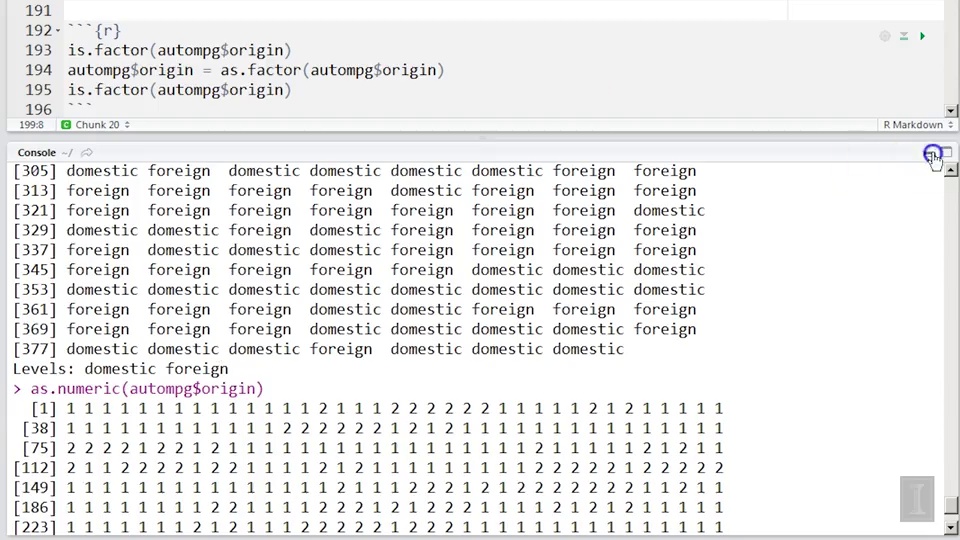 191
192 ```{r}
193 is.factor(autompg$origin)
194 autompg$origin = as.factor(autompg$origin)
195 is.factor(autompg$origin)
196 ```
199:8 Chunk 20 R Markdown
Console ~/
[305] domestic foreign domestic domestic domestic domestic foreign foreign
[313] foreign foreign foreign foreign domestic foreign foreign foreign
[321] foreign foreign foreign foreign foreign foreign foreign domestic
[329] domestic domestic foreign foreign foreign foreign foreign foreign
[337] foreign domestic domestic domestic foreign foreign foreign foreign
[345] foreign foreign foreign foreign foreign domestic domestic domestic
[353] domestic domestic domestic domestic domestic domestic domestic domestic
[361] foreign foreign foreign domestic domestic foreign foreign foreign
[369] foreign foreign foreign domestic domestic domestic domestic foreign
[377] domestic domestic domestic foreign domestic domestic domestic
Levels: domestic foreign
> as.numeric(autompg$origin)
[1] 1 1 1 1 1 1 1 1 1 1 1 1 1 1 2 1 1 1 2 2 2 2 2 2 1 1 1 1 1 2 1 2 1 1 1 1 1
[38] 1 1 1 1 1 1 1 1 1 1 1 1 2 2 2 2 2 2 1 2 1 2 1 1 1 1 1 1 1 1 1 1 1 1 1 1 1
[75] 2 2 2 2 1 2 2 1 2 1 1 1 1 1 1 1 1 1 1 1 1 1 1 1 1 1 2 1 1 1 1 1 2 1 2 1 1
[112] 2 1 1 2 2 2 2 1 2 2 1 1 1 1 2 1 2 1 1 1 1 1 1 1 1 1 2 2 2 2 2 1 2 2 2 2 2
[149] 1 1 1 1 1 1 1 1 1 1 1 1 1 1 1 2 1 1 1 2 2 2 1 2 1 2 2 2 2 2 2 2 1 1 2 1 1
[186] 1 1 1 1 1 1 1 1 2 2 1 1 1 1 2 2 2 1 2 1 2 2 2 1 1 1 1 2 1 2 1 2 1 1 1 1 1
[223] 1 1 1 1 1 1 1 2 1 2 1 1 1 2 2 2 2 2 1 2 2 2 1 1 1 1 1 1 1 1 1 1 1 1 1 1 1
I